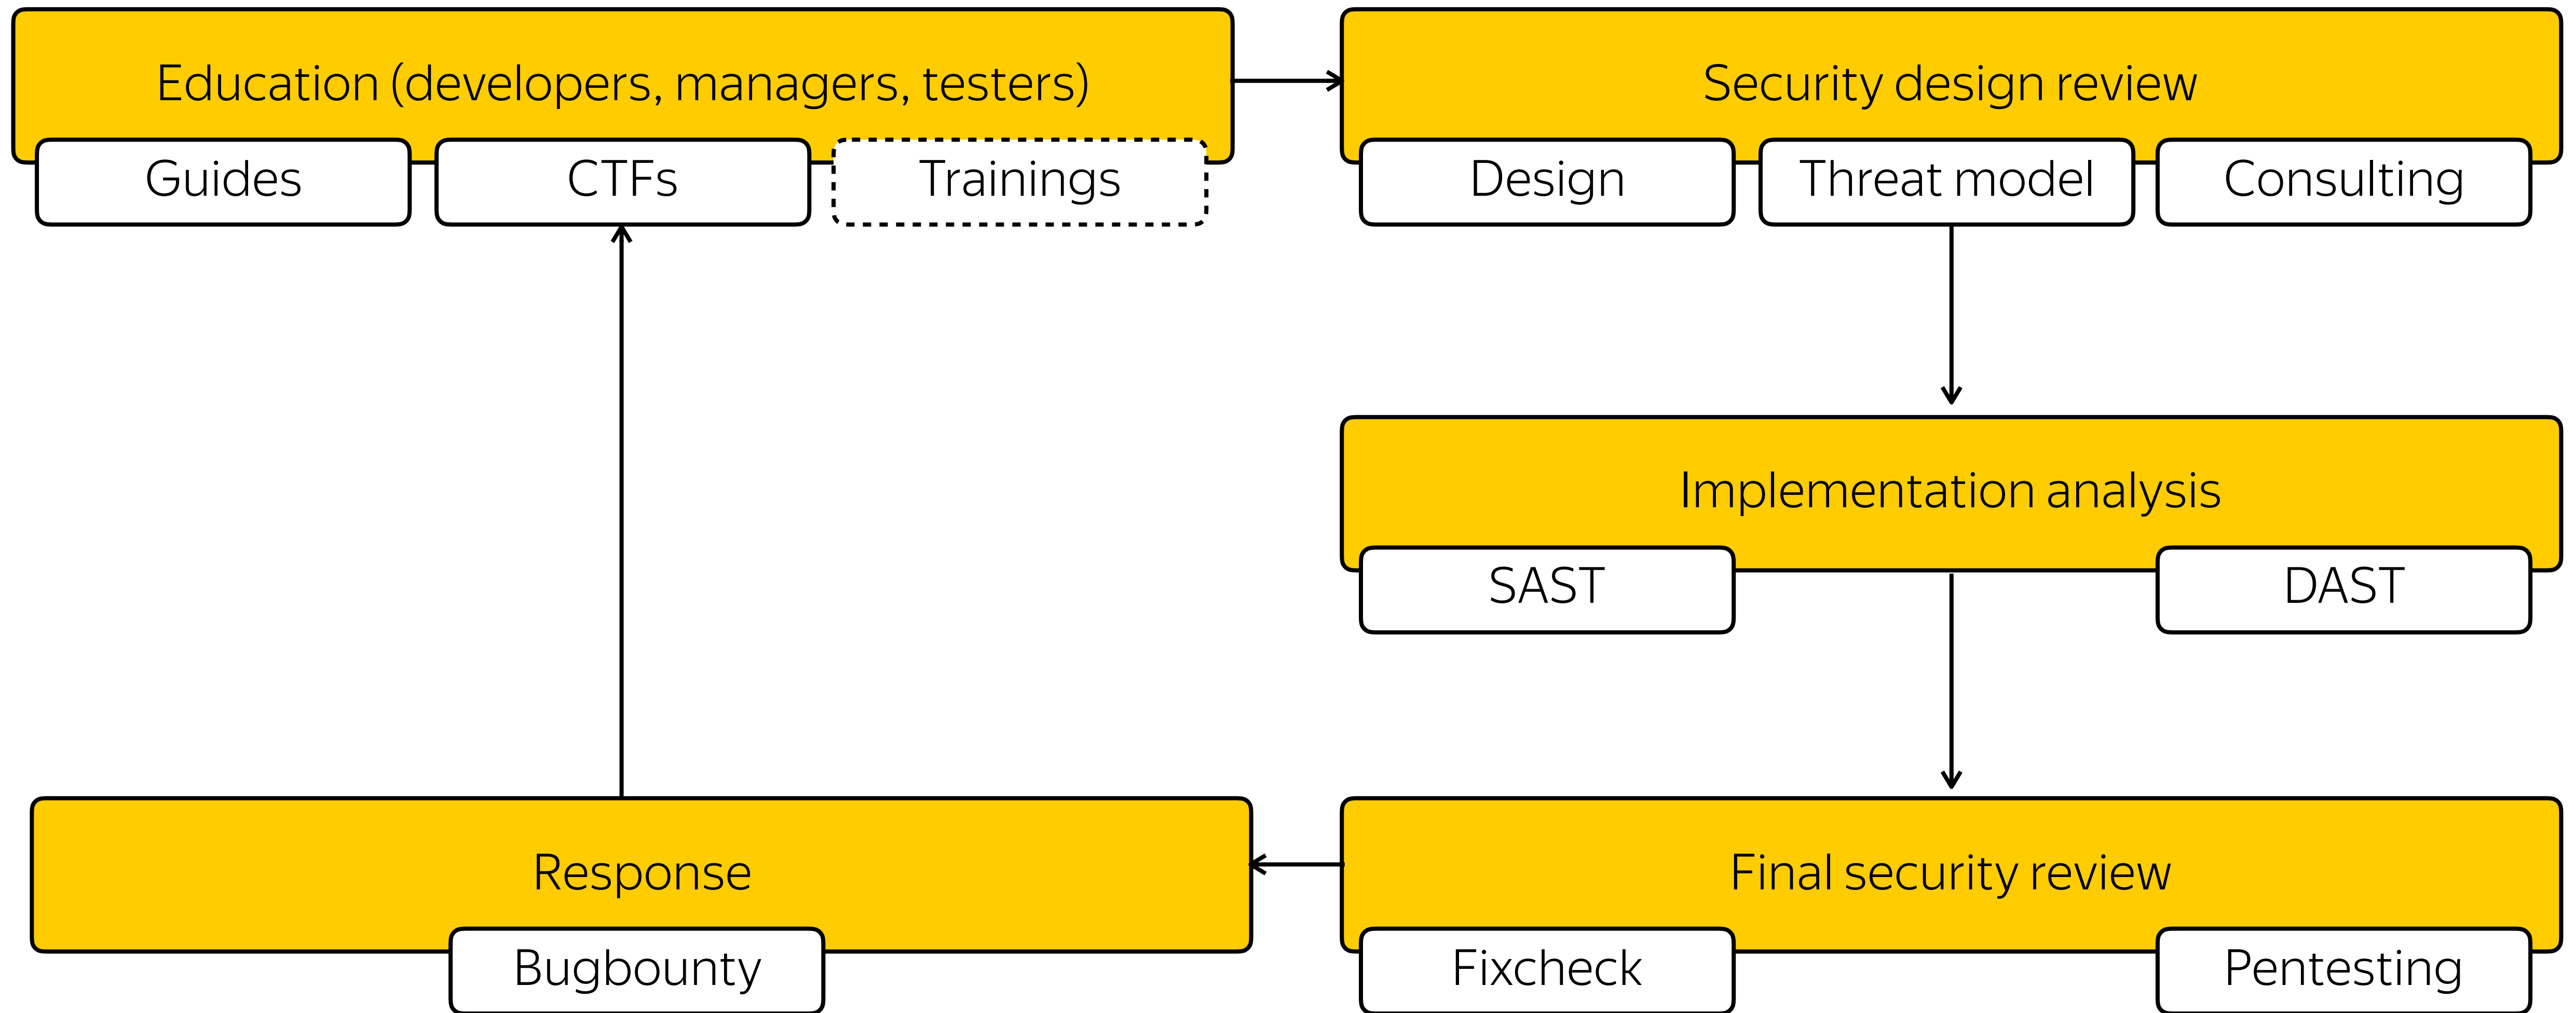 Education (developers, managers, testers)
Guides
CTFs
Trainings
Security design review
Design
Threat model
Consulting
Implementation analysis
SAST
DAST
Response
Bugbounty
Final security review
Fixcheck
Pentesting